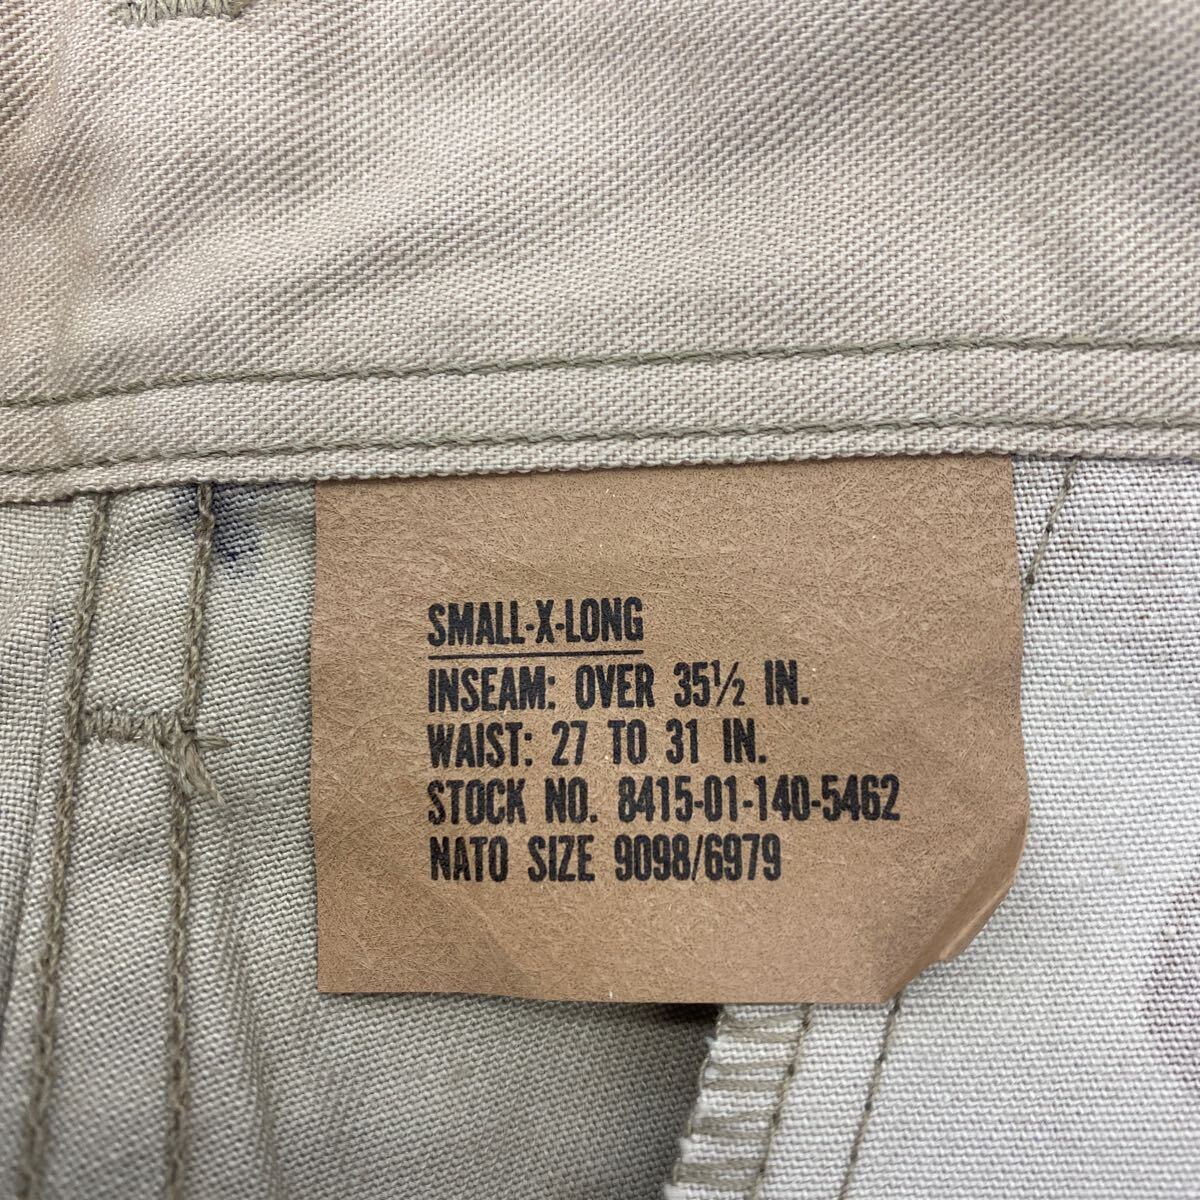 SMALL-X-LONG
INSEAM: OVER 35½ IN.
WAIST: 27 TO 31 IN.
STOCK NO. 8415-01-140-5462
NATO SIZE 9098/6979